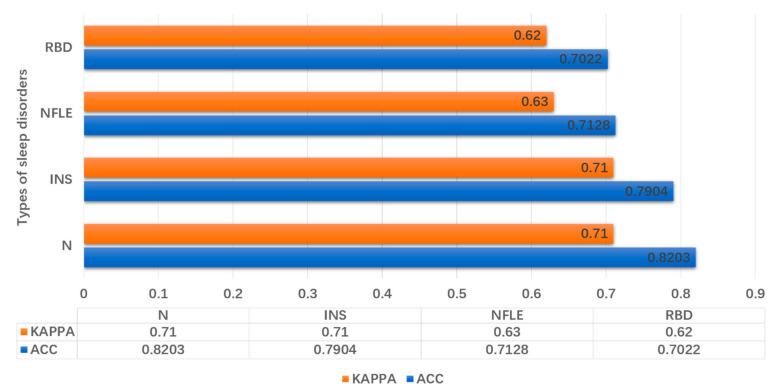 Types of sleep disorders
RBD
0.62
0.7022
NFLE
0.63
0.7128
INS
0.71
0.7904
N
0.71
0.8203
0 0.1 0.2 0.3 0.4 0.5 0.6 0.7 0.8 0.9
N INS NFLE RBD
KAPPA 0.71 0.71 0.63 0.62
ACC 0.8203 0.7904 0.7128 0.7022
KAPPA ACC